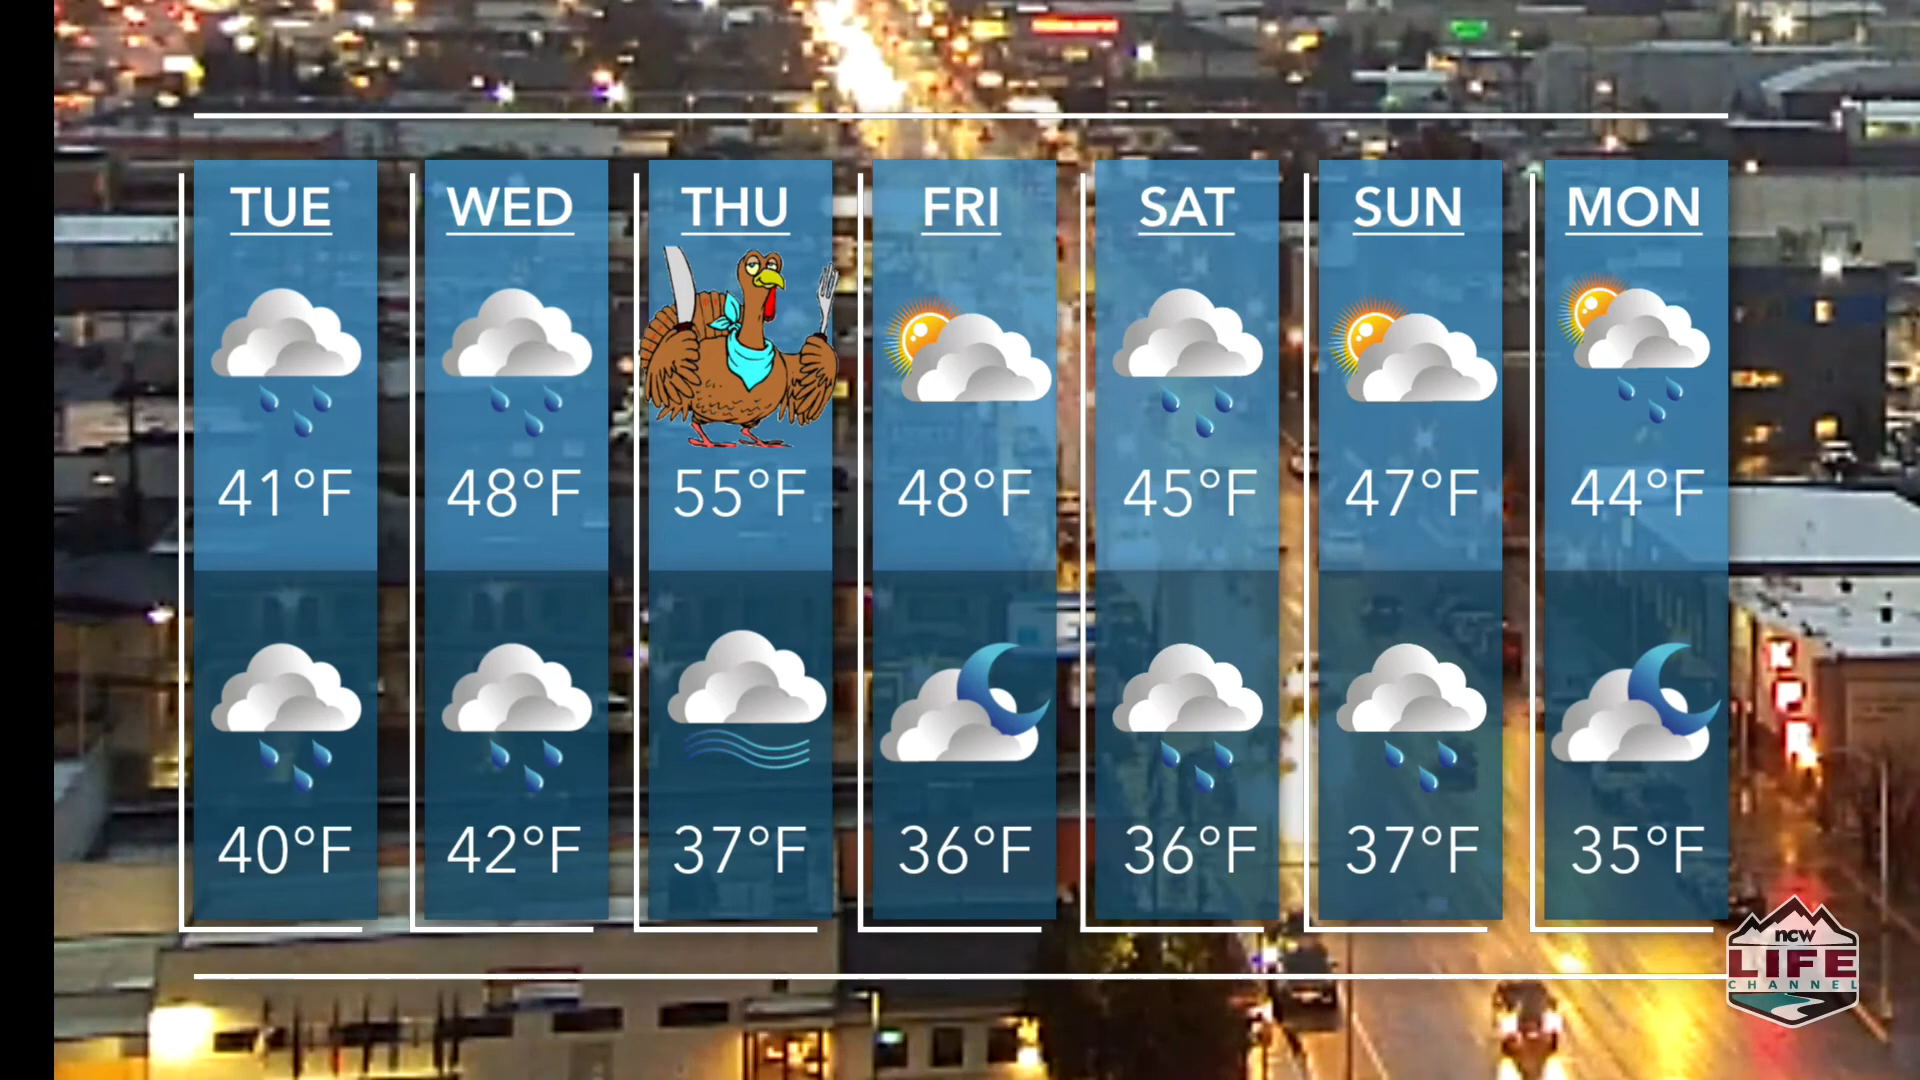 TUE WED THU FRI SAT SUN MON
41°F 48°F 55°F 48°F 45°F 47°F 44°F
40°F 42°F 37°F 36°F 36°F 37°F 35°F
ncw
LIFE
CHANNEL